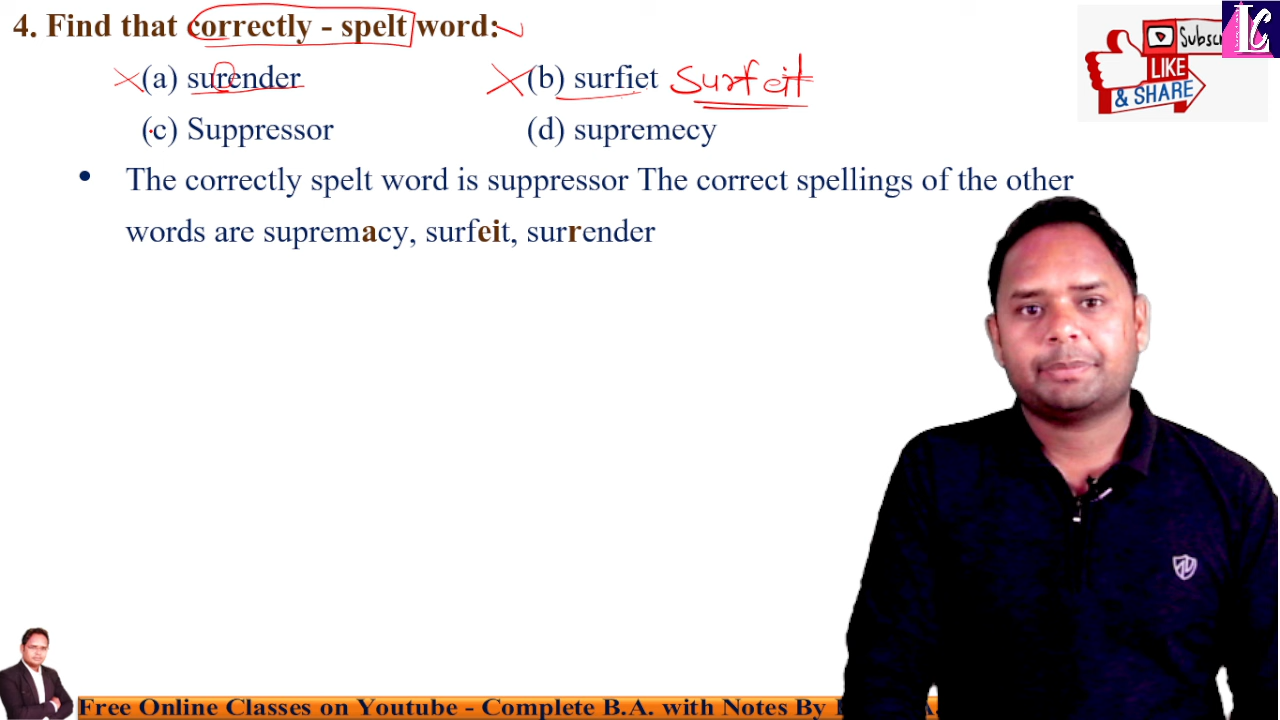 4. Find that correctly - spelt word:
(a) surender (b) surfiet surfeit
(c) Suppressor (d) supremecy
• The correctly spelt word is suppressor The correct spellings of the other
words are supremacy, surfeit, surrender
LIKE
& SHARE
LC
Free Online Classes on Youtube - Complete B.A. with Notes By